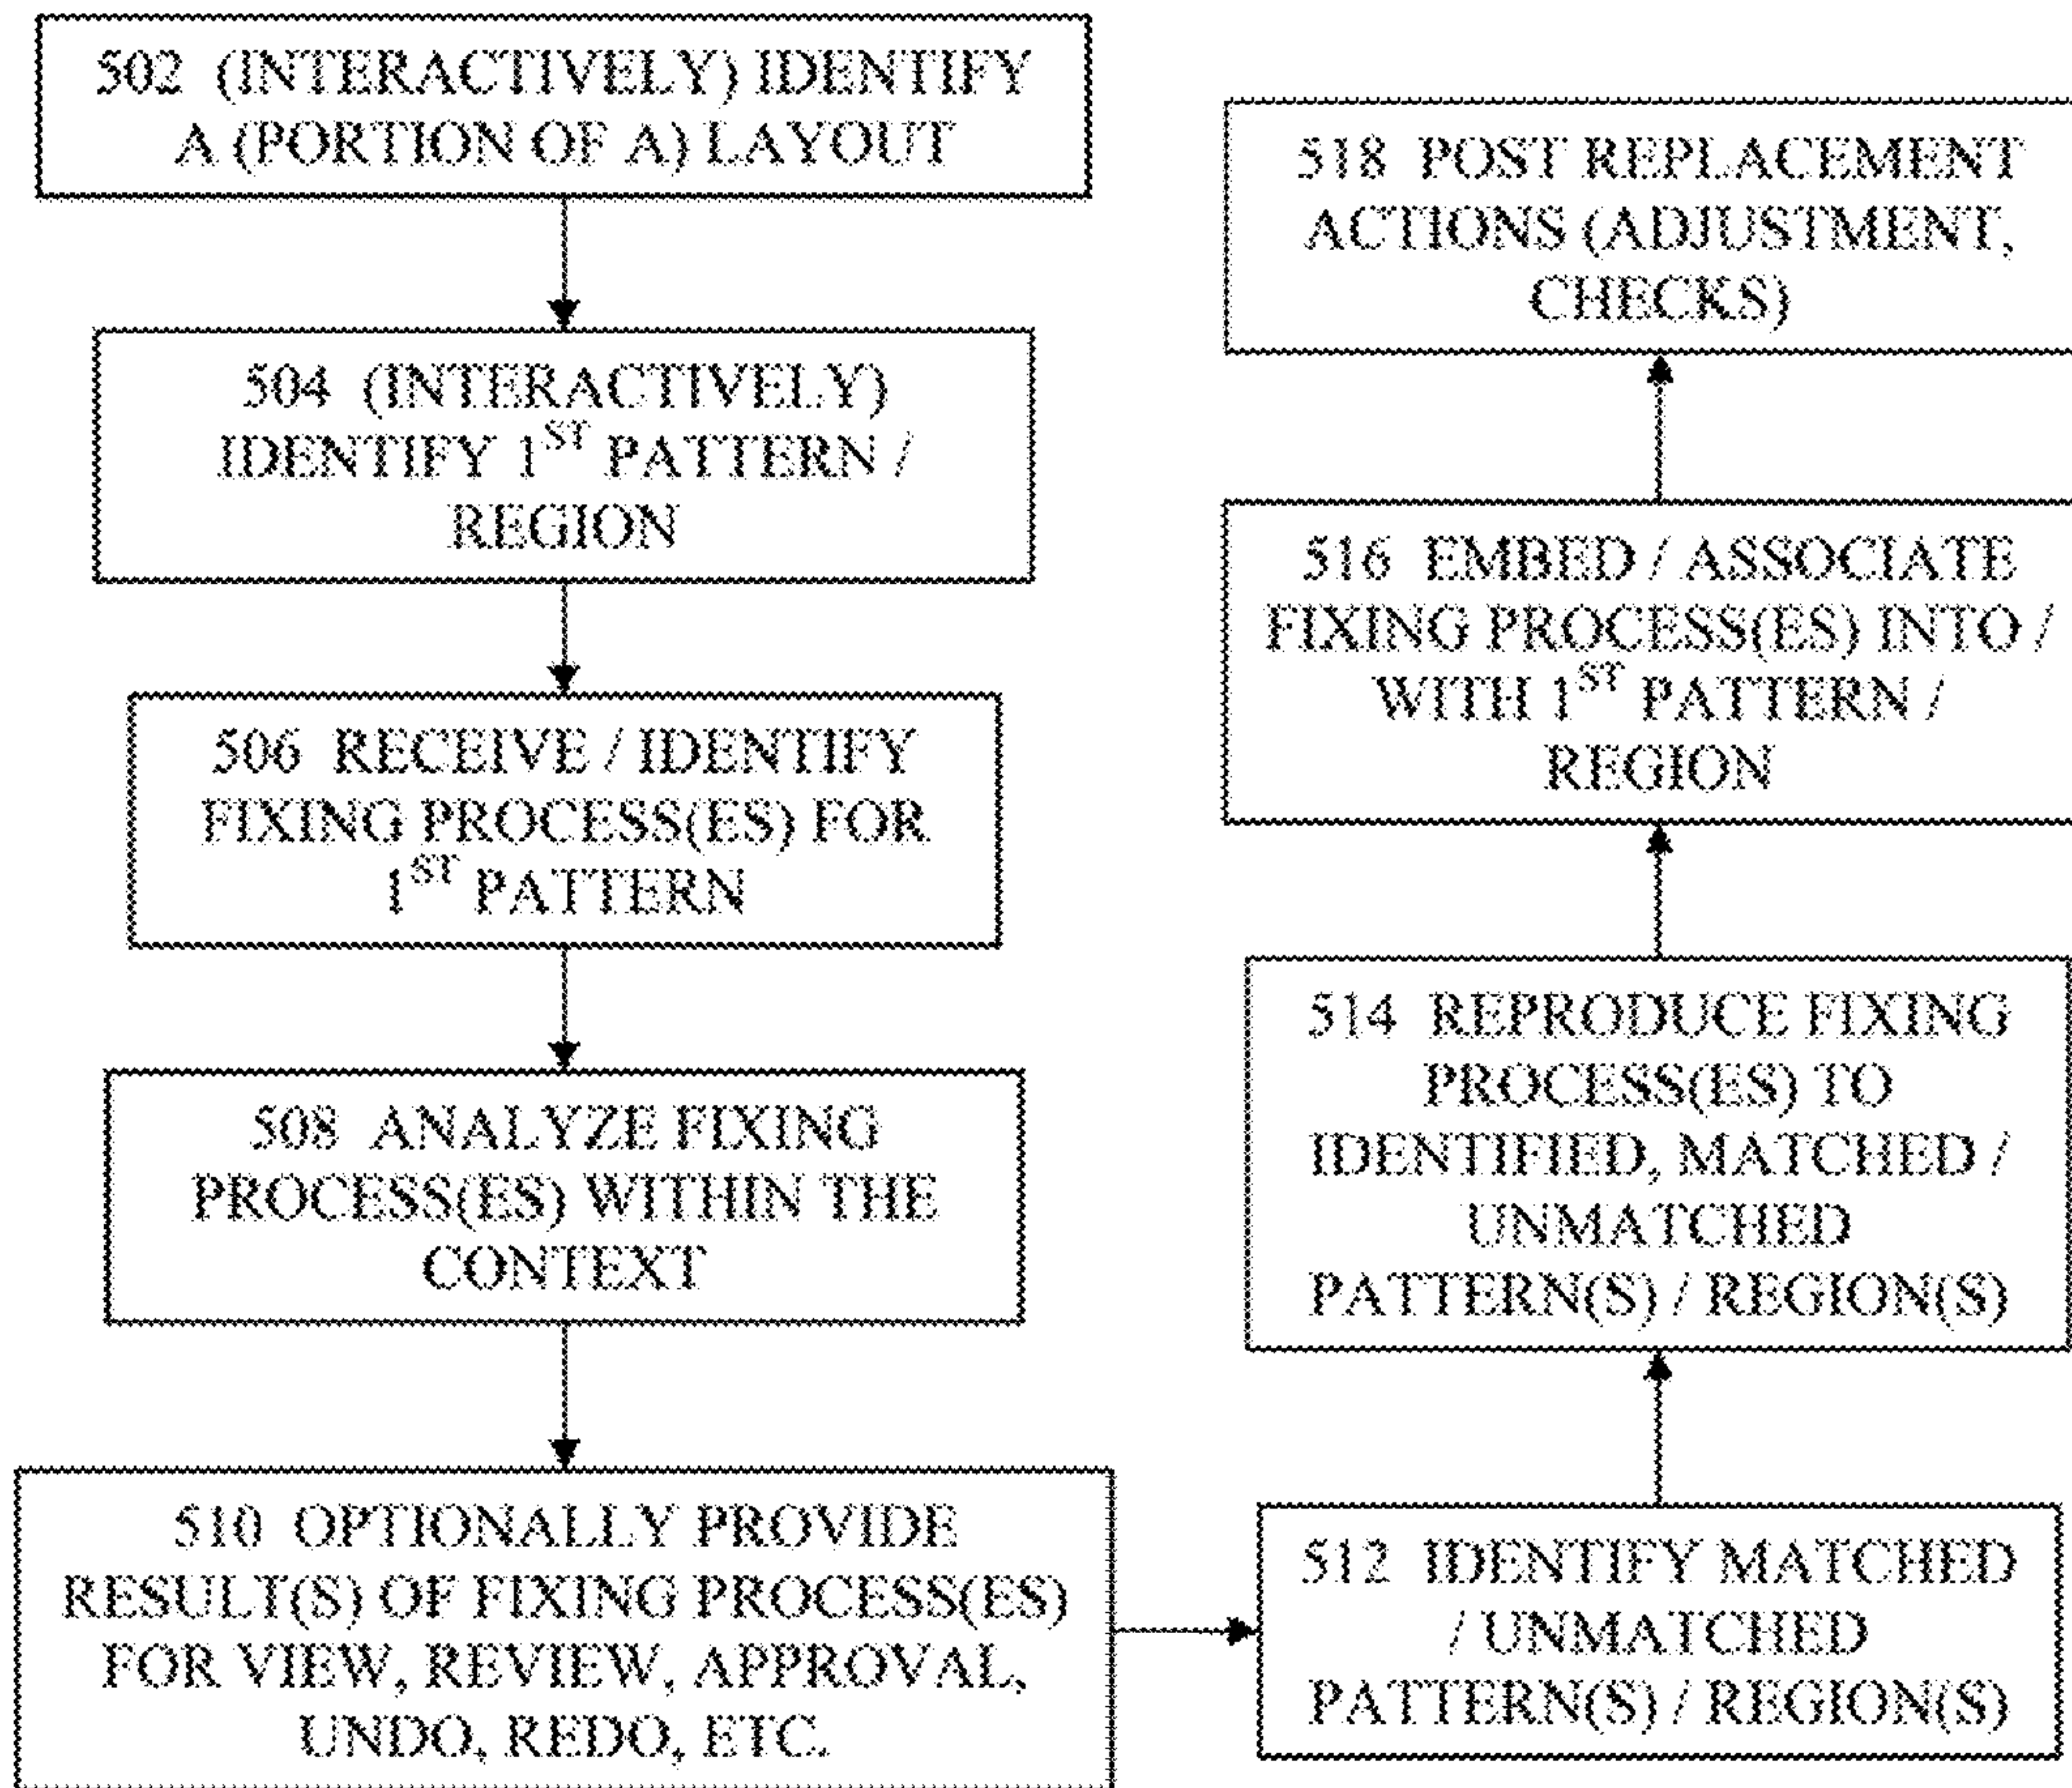 502 (INTERACTIVELY) IDENTIFY
A (PORTION OF A) LAYOUT
504 (INTERACTIVELY)
IDENTIFY 1ST PATTERN /
REGION
506 RECEIVE / IDENTIFY
FIXING PROCESS(ES) FOR
1ST PATTERN
508 ANALYZE FIXING
PROCESS(ES) WITHIN THE
CONTEXT
510 OPTIONALLY PROVIDE
RESULT(S) OF FIXING PROCESS(ES)
FOR VIEW, REVIEW, APPROVAL,
UNDO, REDO, ETC.
512 IDENTIFY MATCHED
/ UNMATCHED
PATTERN(S) / REGION(S)
514 REPRODUCE FIXING
PROCESS(ES) TO
IDENTIFIED, MATCHED /
UNMATCHED
PATTERN(S) / REGION(S)
516 EMBED / ASSOCIATE
FIXING PROCESS(ES) INTO /
WITH 1ST PATTERN /
REGION
518 POST REPLACEMENT
ACTIONS (ADJUSTMENT,
CHECKS)